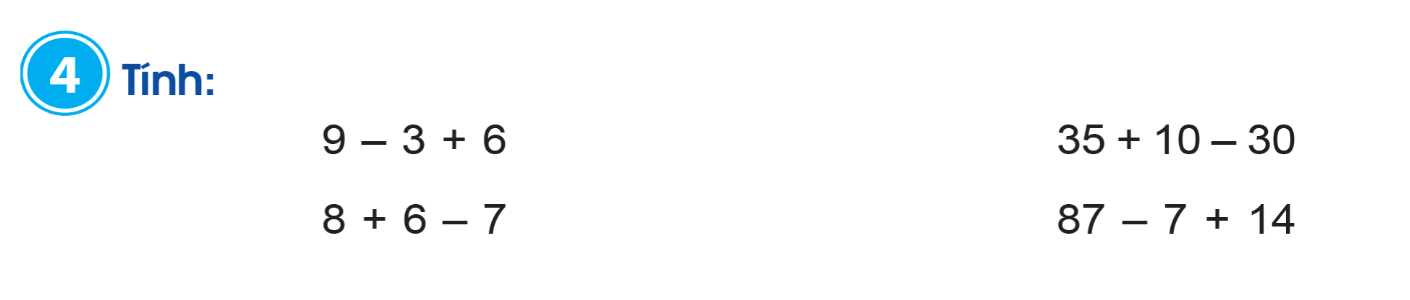 4 Tính:
9 – 3 + 6 35 + 10 – 30
8 + 6 – 7 87 – 7 + 14